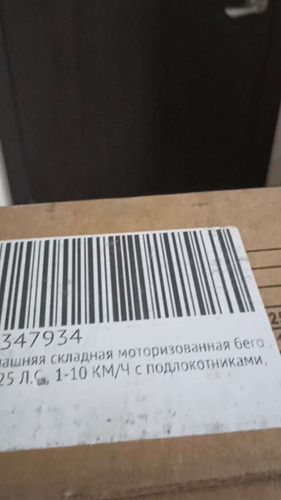 347934
ашняя складная моторизованная бего
25 Л.С, 1-10 КМ/Ч с подлокотниками,